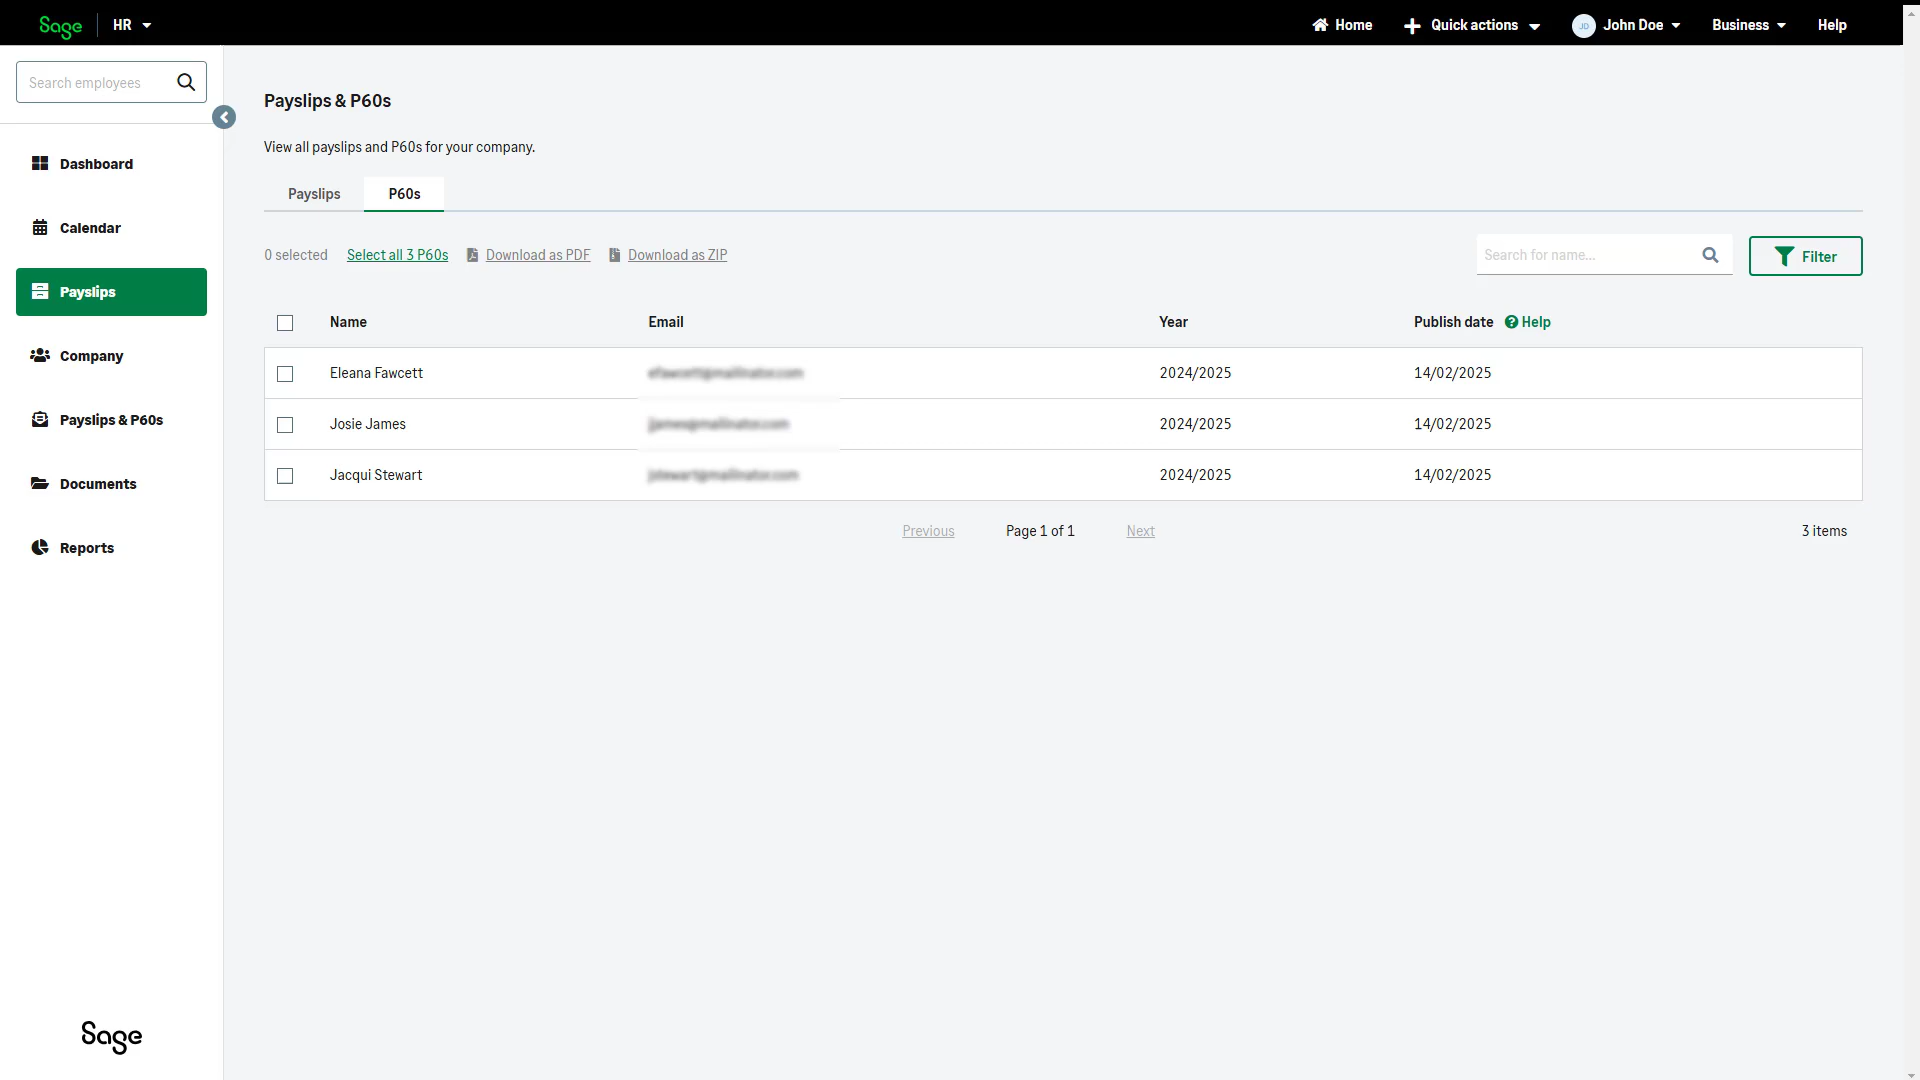 Sage HR Home Quick actions JD John Doe Business Help
Search employees
Dashboard
Calendar
Payslips
Company
Payslips & P60s
Documents
Reports
Sage
Payslips & P60s
View all payslips and P60s for your company.
Payslips P60s
0 selected Select all 3 P60s Download as PDF Download as ZIP Search for name... Filter
Name Email Year Publish date Help
Eleana Fawcett 2024/2025 14/02/2025
Josie James 2024/2025 14/02/2025
Jacqui Stewart 2024/2025 14/02/2025
Previous Page 1 of 1 Next 3 items